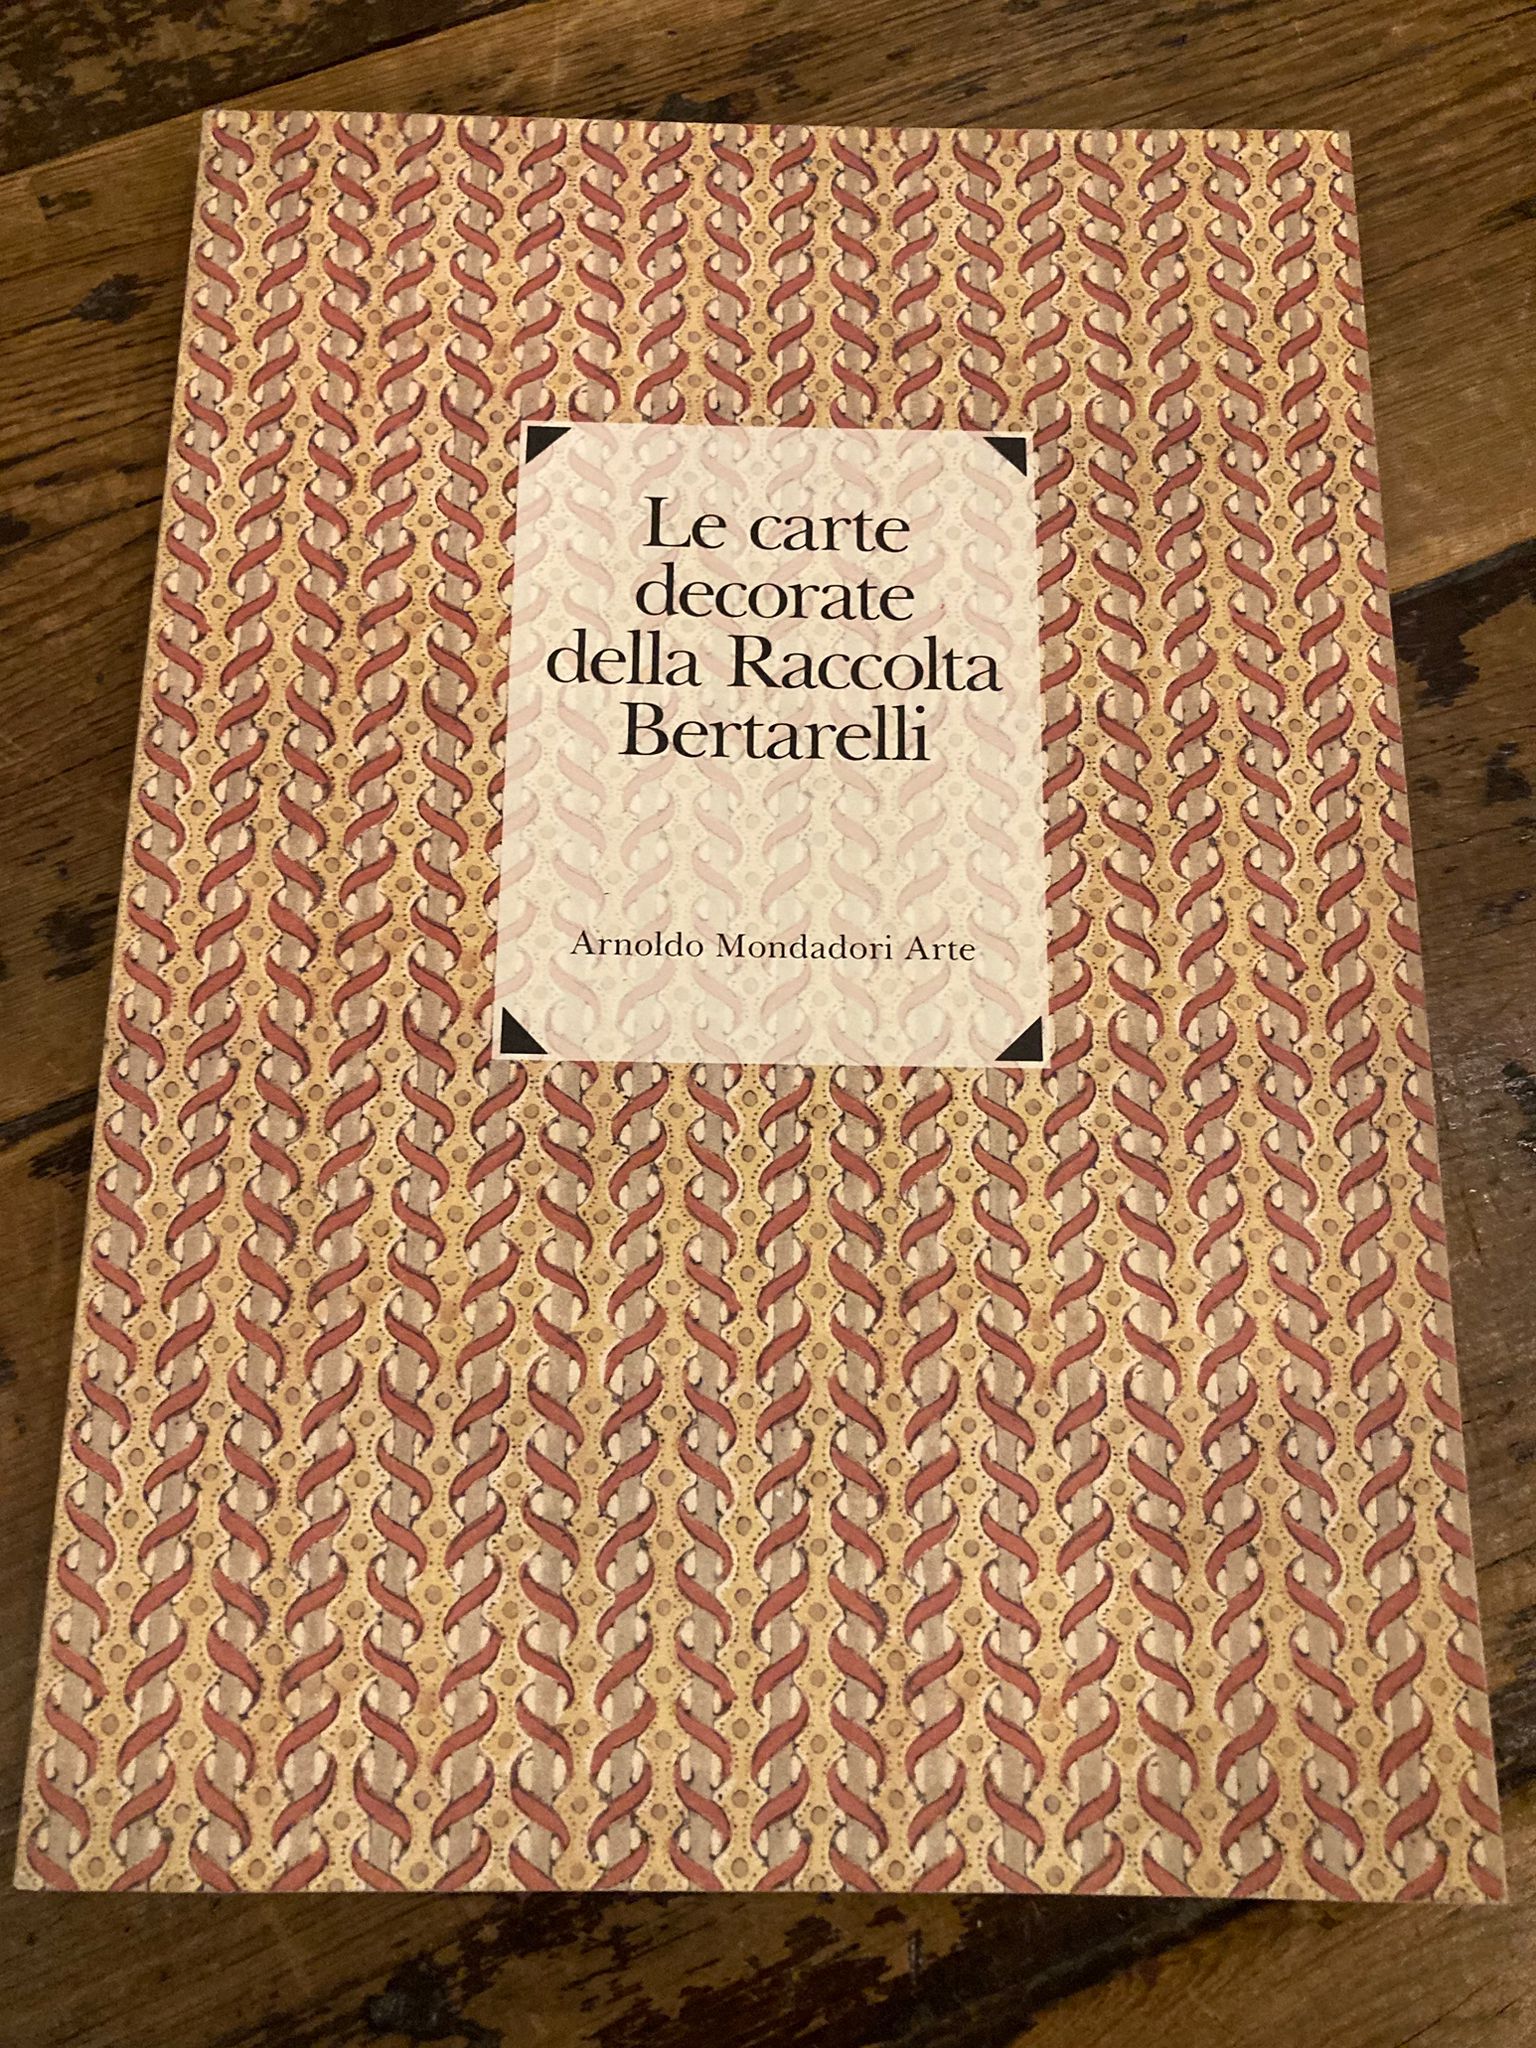 Le carte
decorate
della Raccolta
Bertarelli
Arnoldo Mondadori Arte